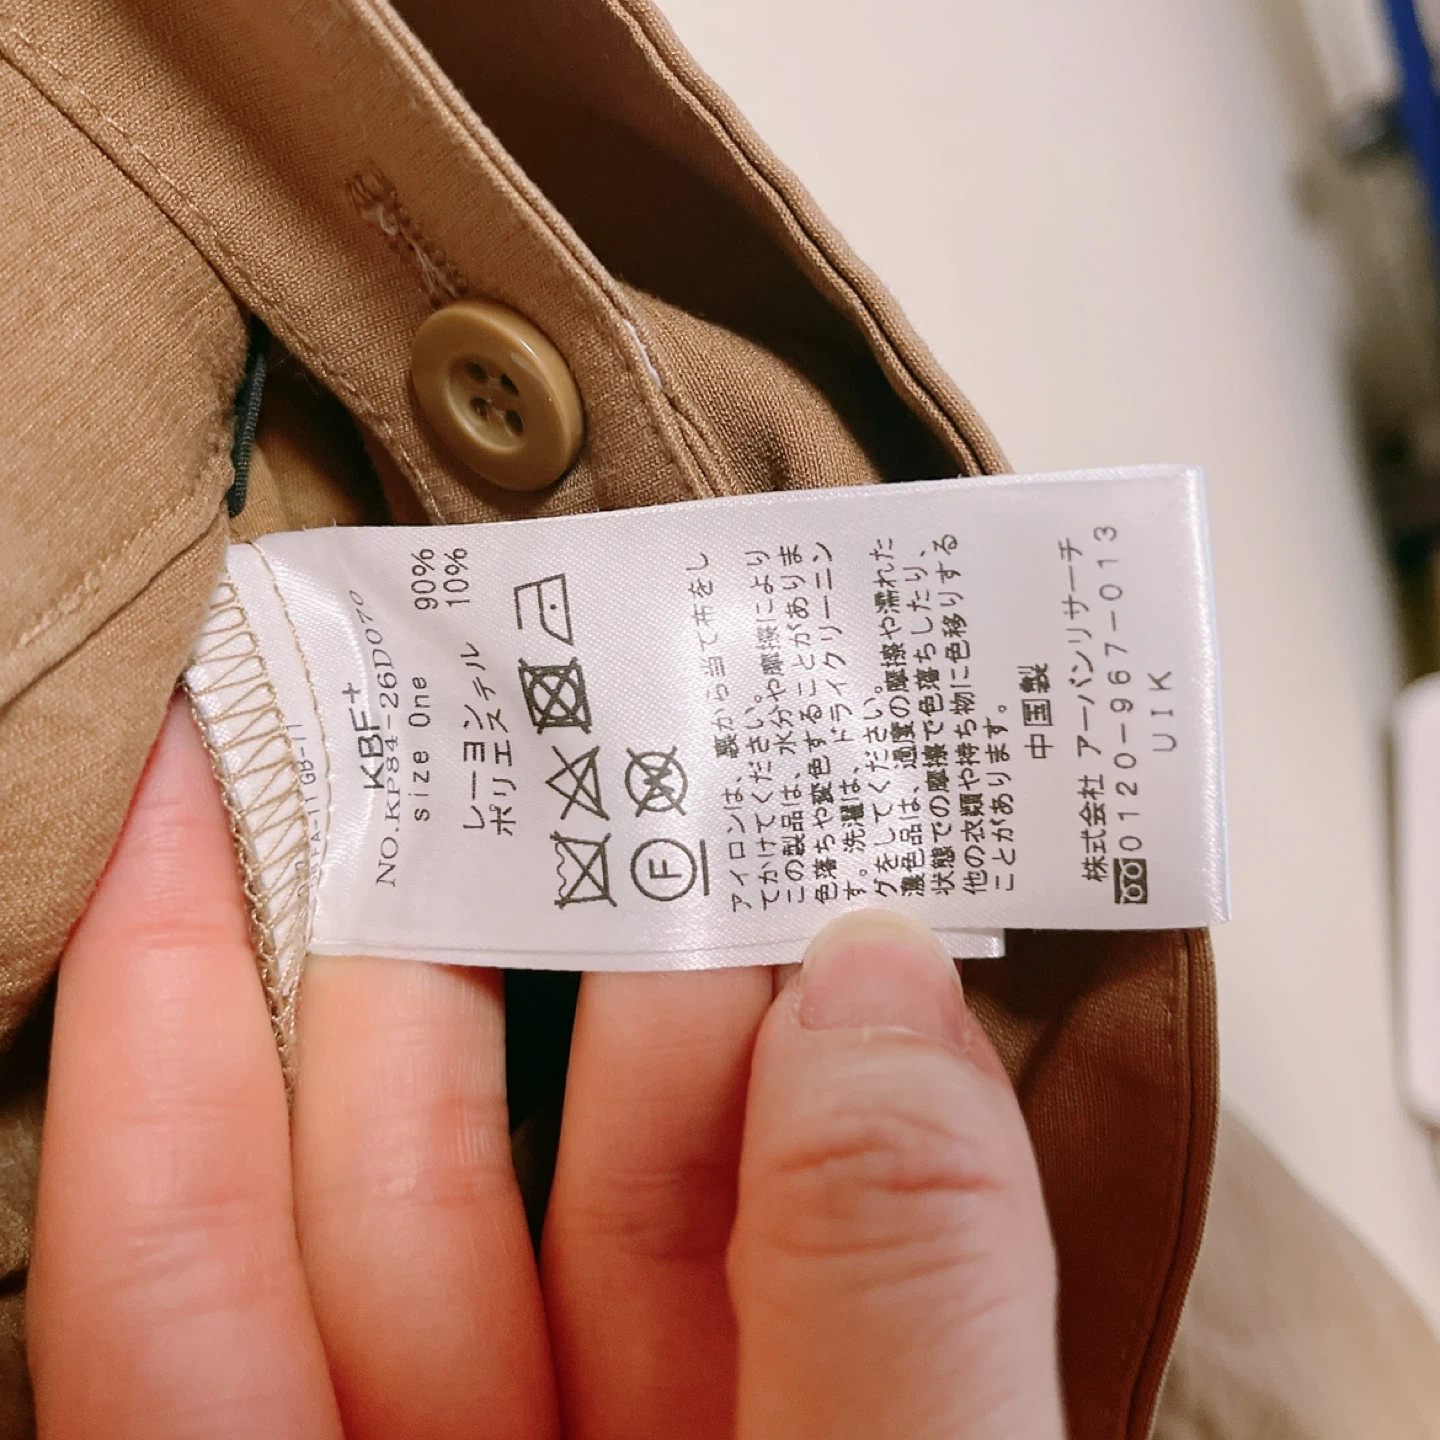 KBF+
NO.KP84-26D070
size One
レーヨン 90%
ポリエステル 10%
F
W
アイロンは、裏から当て布をし
てかけてください。
この製品は、水分や摩擦により
色落ちや変色することがありま
す。洗濯は、ドライクリーニン
グをしてください。
濃色品は、過度の摩擦や濡れた
状態での摩擦で色落ちしたり、
他の衣類や持ち物に色移りする
ことがあります。
中国製
株式会社 アーバンリサーチ
0120-967-013
UIK